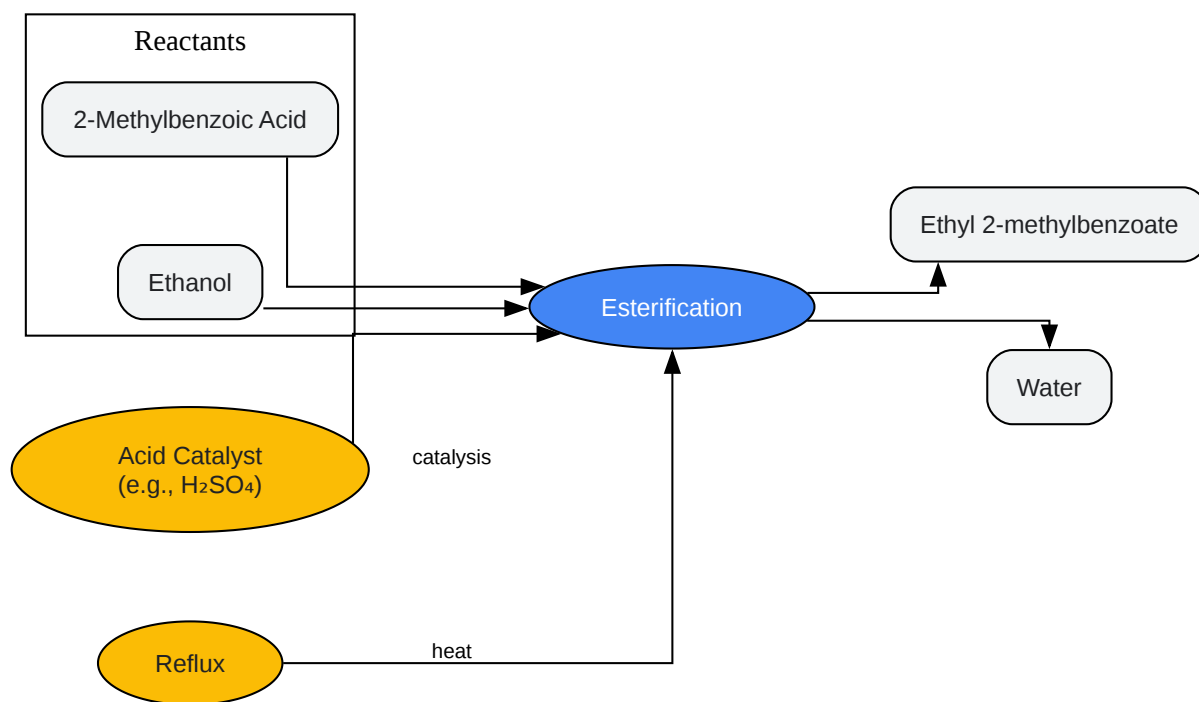 Reactants
2-Methylbenzoic Acid
Ethanol
Esterification
Ethyl 2-methylbenzoate
Water
Acid Catalyst
(e.g., H₂SO₄)
catalysis
Reflux
heat